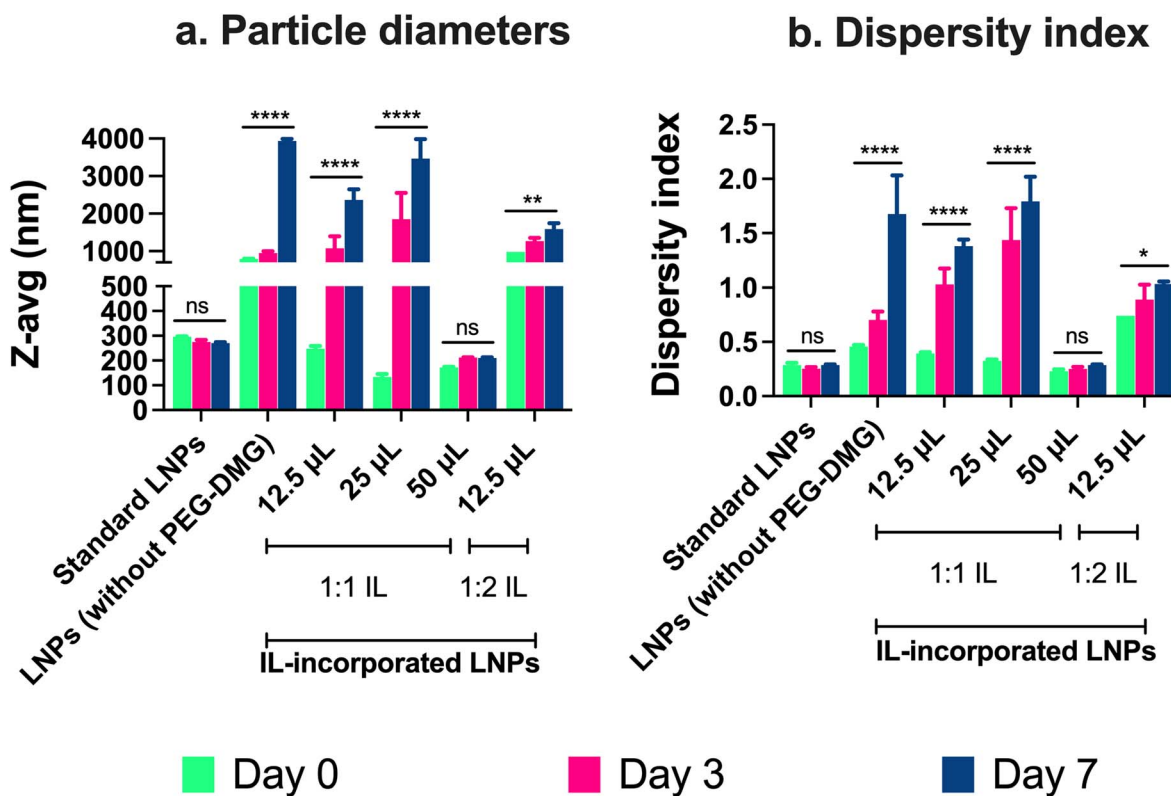 a. Particle diameters
Z-avg (nm)
4000
3000
2000
1000
500
400
300
200
100
0
ns
****
****
****
ns
**
Standard LNPs
LNPs (without PEG-DMG)
12.5 µL
25 µL
50 µL
12.5 µL
1:1 IL
1:2 IL
IL-incorporated LNPs
b. Dispersity index
Dispersity index
2.5
2.0
1.5
1.0
0.5
0.0
ns
****
****
****
ns
*
Standard LNPs
LNPs (without PEG-DMG)
12.5 µL
25 µL
50 µL
12.5 µL
1:1 IL
1:2 IL
IL-incorporated LNPs
Day 0
Day 3
Day 7